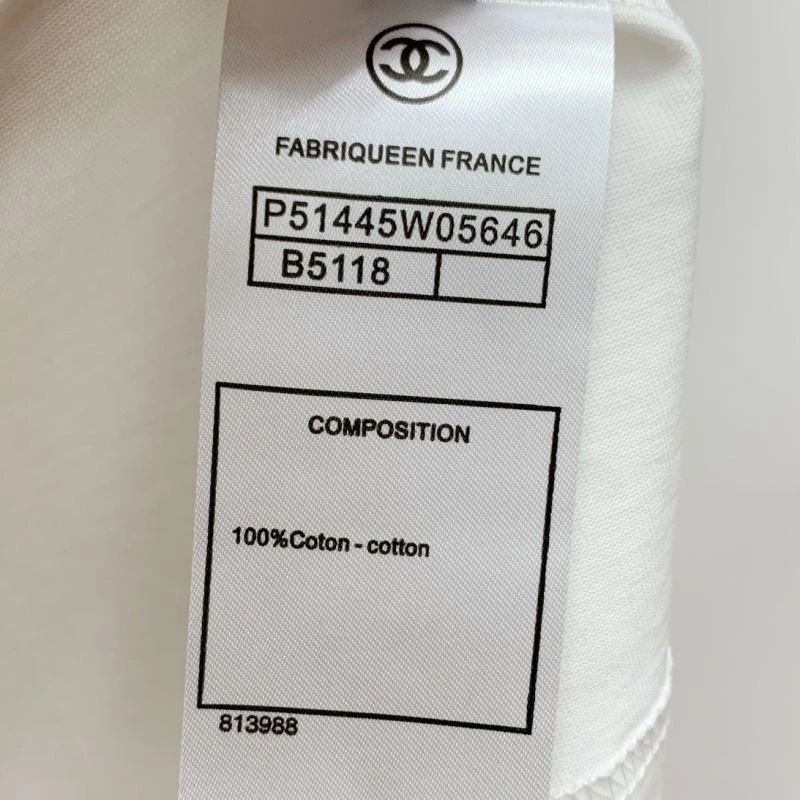 FABRIQUEEN FRANCE
P51445W05646
B5118
COMPOSITION
100%Coton - cotton
813988